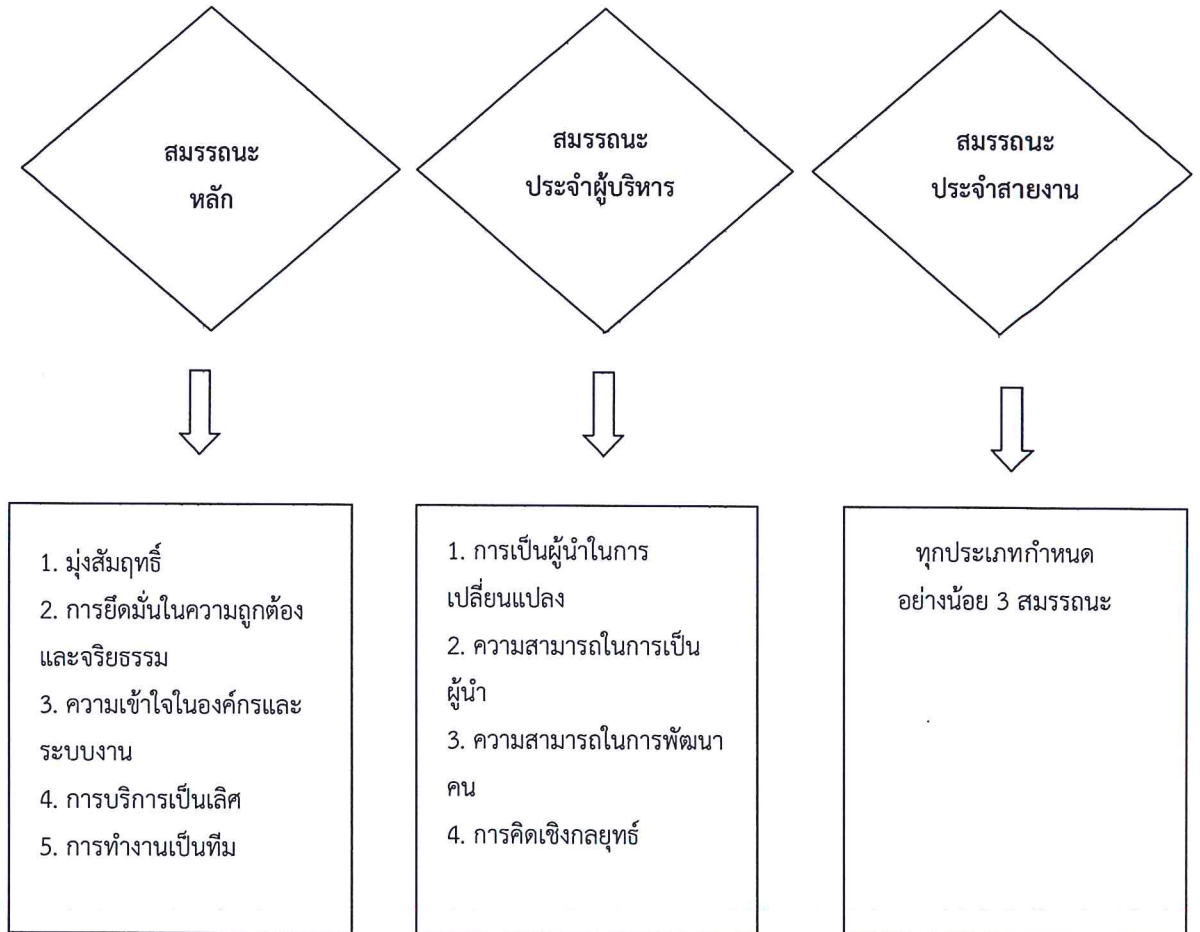 สมรรถนะ
หลัก
สมรรถนะ
ประจำผู้บริหาร
สมรรถนะ
ประจำสายงาน
1. มุ่งสัมฤทธิ์
2. การยึดมั่นในความถูกต้อง
และจริยธรรม
3. ความเข้าใจในองค์กรและ
ระบบงาน
4. การบริการเป็นเลิศ
5. การทำงานเป็นทีม
1. การเป็นผู้นำในการ
เปลี่ยนแปลง
2. ความสามารถในการเป็น
ผู้นำ
3. ความสามารถในการพัฒนา
คน
4. การคิดเชิงกลยุทธ์
ทุกประเภทกำหนด
อย่างน้อย 3 สมรรถนะ